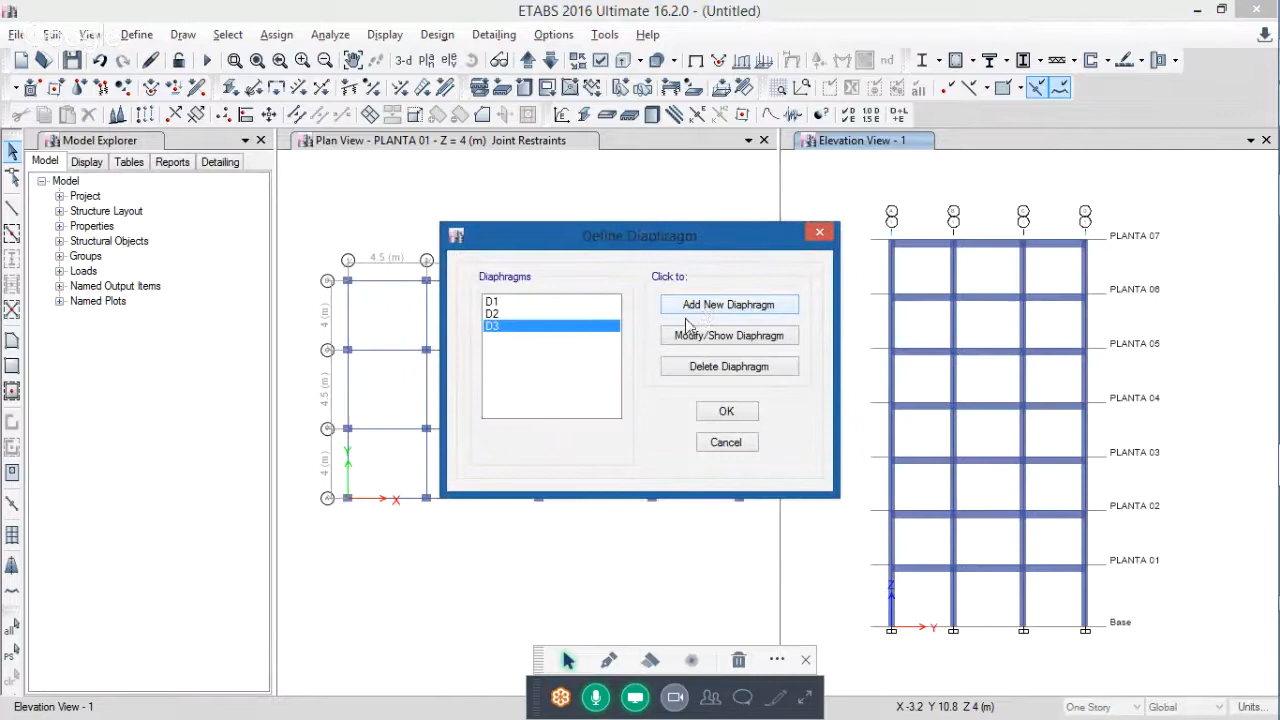 ETABS 2016 Ultimate 16.2.0 - (Untitled)
File Edit View Define Draw Select Assign Analyze Display Design Detailing Options Tools Help
3-d
nd
all
Model Explorer
Plan View - PLANTA 01 - Z = 4 (m) Joint Restraints
Elevation View - 1
Model Display Tables Reports Detailing
Model
Project
Structure Layout
Properties
Structural Objects
Groups
Loads
Named Output Items
Named Plots
4.5 (m)
4 (m)
4.5 (m)
4 (m)
Y
X
Define Diaphragm
Diaphragms
D1
D2
D3
Click to:
Add New Diaphragm
Modify/Show Diaphragm
Delete Diaphragm
OK
Cancel
PLANTA 07
PLANTA 06
PLANTA 05
PLANTA 04
PLANTA 03
PLANTA 02
PLANTA 01
Base
Z
Y
all
PS
Elevation View - 1
X -3.2 Y 10.8 Z 4 (m)
One Story
Global
Units...